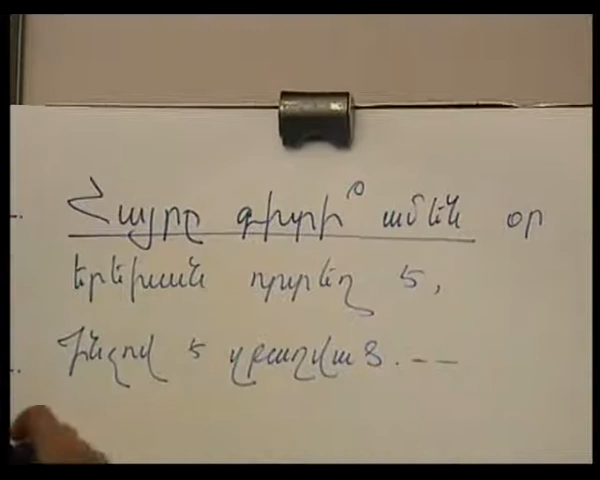 Հայրը գիտի՞ ամեն օր
երեխան որտեղ է,
ինչով է զբաղված. — —